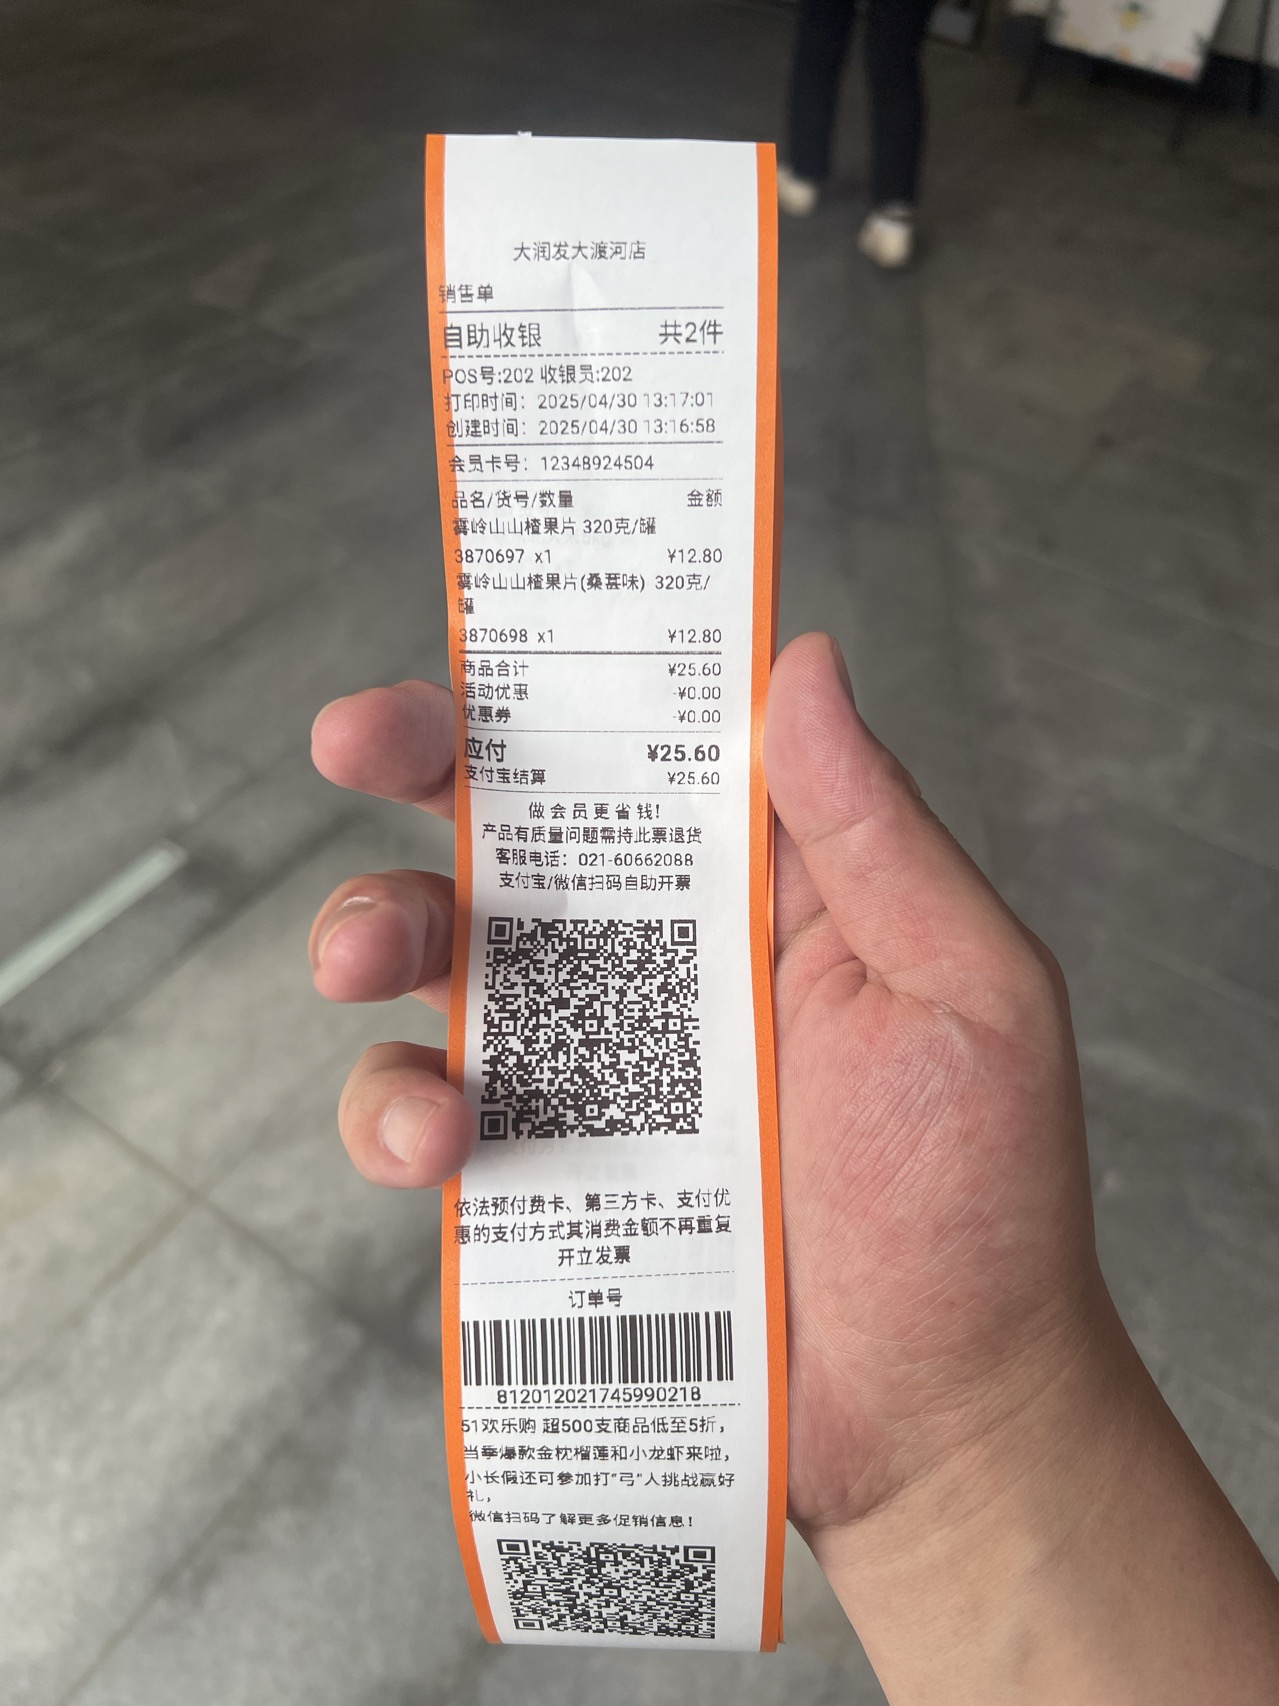 大润发大渡河店
销售单
自助收银 共2件
POS号:202 收银员:202
打印时间: 2025/04/30 13:17:01
创建时间: 2025/04/30 13:16:58
会员卡号: 12348924504
品名/货号/数量 金额
雾岭山山楂果片 320克/罐
3870697 x1 ¥12.80
雾岭山山楂果片(桑葚味) 320克/
罐
3870698 x1 ¥12.80
商品合计 ¥25.60
活动优惠 -¥0.00
优惠券 -¥0.00
应付 ¥25.60
支付宝结算 ¥25.60
做会员更省钱!
产品有质量问题需持此票退货
客服电话: 021-60662088
支付宝/微信扫码自助开票
依法预付费卡、第三方卡、支付优
惠的支付方式其消费金额不再重复
开立发票
订单号
812012021745990218
51欢乐购 超500支商品低至5折,
当季爆款金枕榴莲和小龙虾来啦,
小长假还可参加打"弓"人挑战赢好
礼,
微信扫码了解更多促销信息!